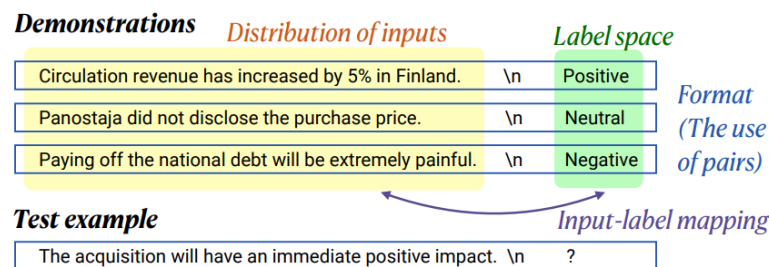 Demonstrations
Distribution of inputs
Label space
Circulation revenue has increased by 5% in Finland. \n Positive
Panostaja did not disclose the purchase price. \n Neutral
Paying off the national debt will be extremely painful. \n Negative
Format
(The use
of pairs)
Test example
Input-label mapping
The acquisition will have an immediate positive impact. \n ?